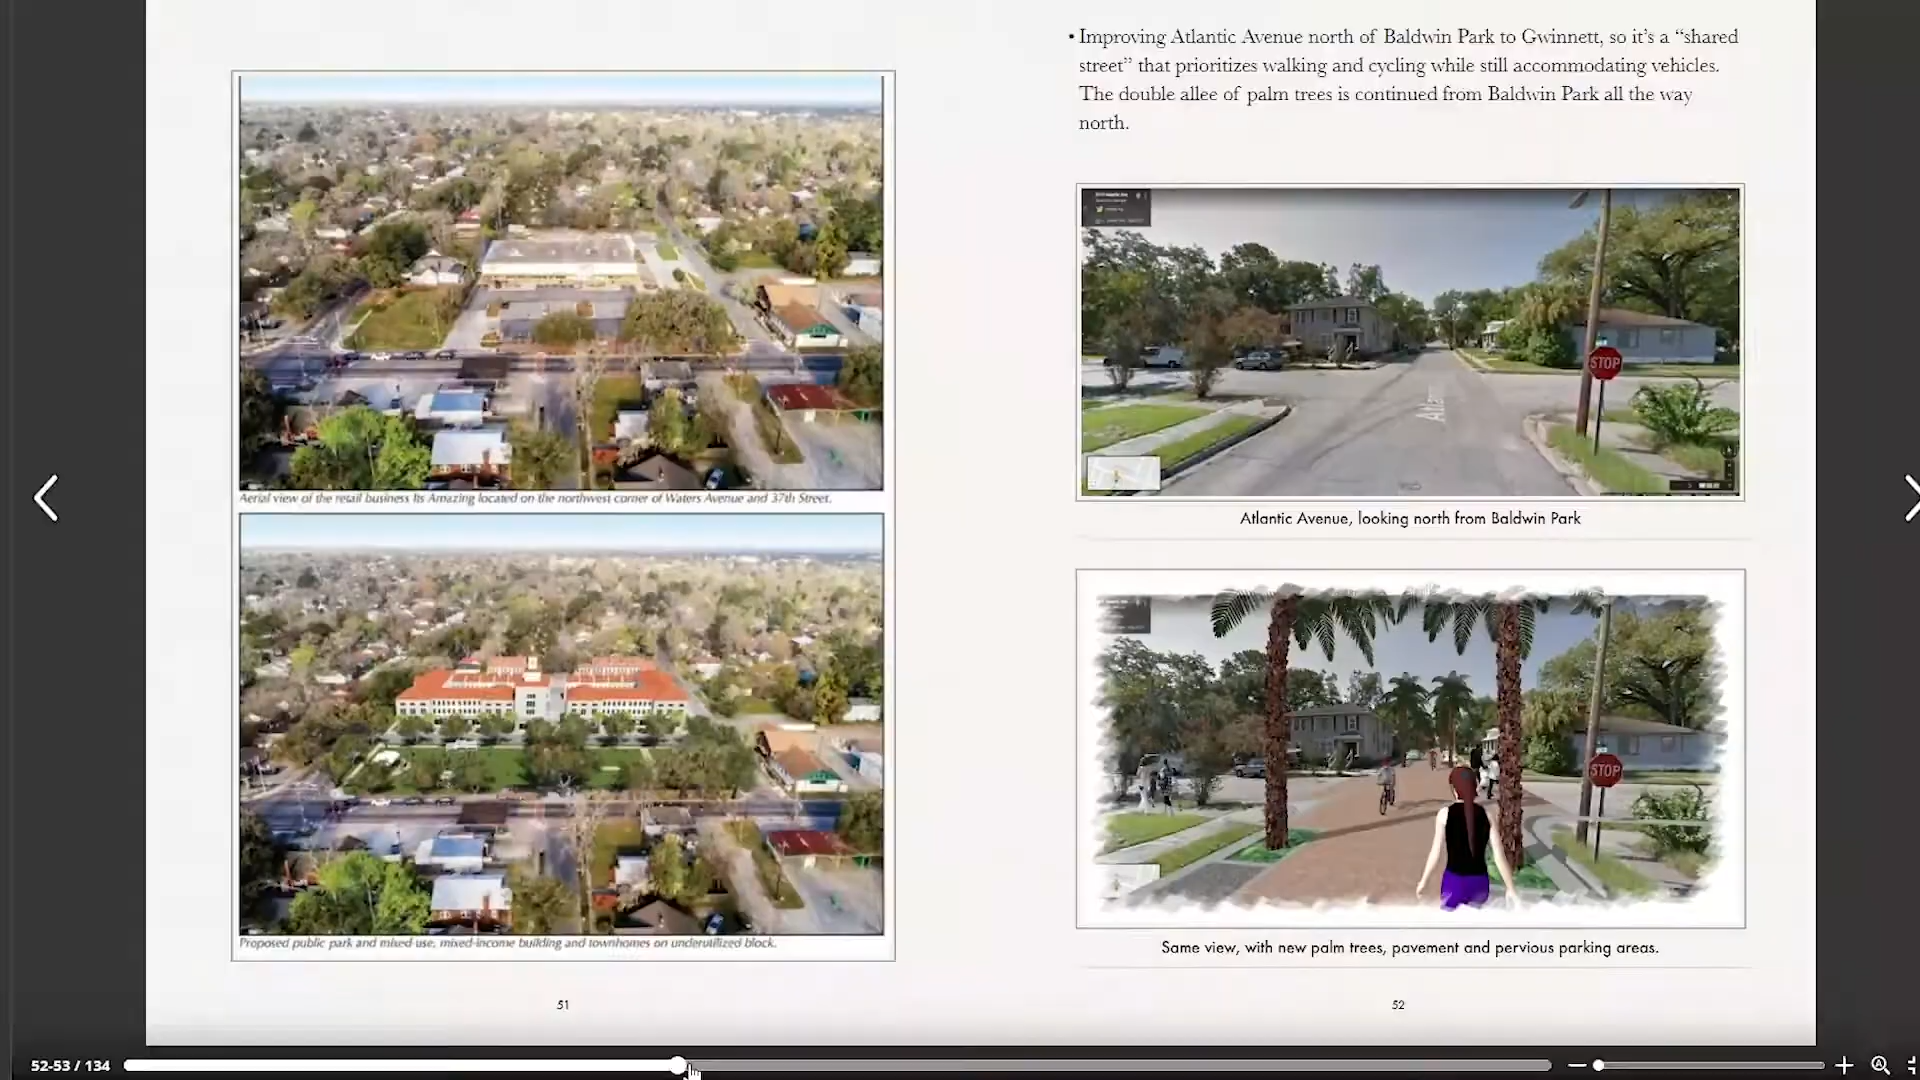 Aerial view of the retail business Its Amazing located on the northwest corner of Waters Avenue and 37th Street.
Proposed public park and mixed-use, mixed-income building and townhomes on underutilized block.
51
• Improving Atlantic Avenue north of Baldwin Park to Gwinnett, so it’s a “shared
street” that prioritizes walking and cycling while still accommodating vehicles.
The double allee of palm trees is continued from Baldwin Park all the way
north.
STOP
Atlantic Avenue, looking north from Baldwin Park
STOP
Same view, with new palm trees, pavement and pervious parking areas.
52
52-53 / 134